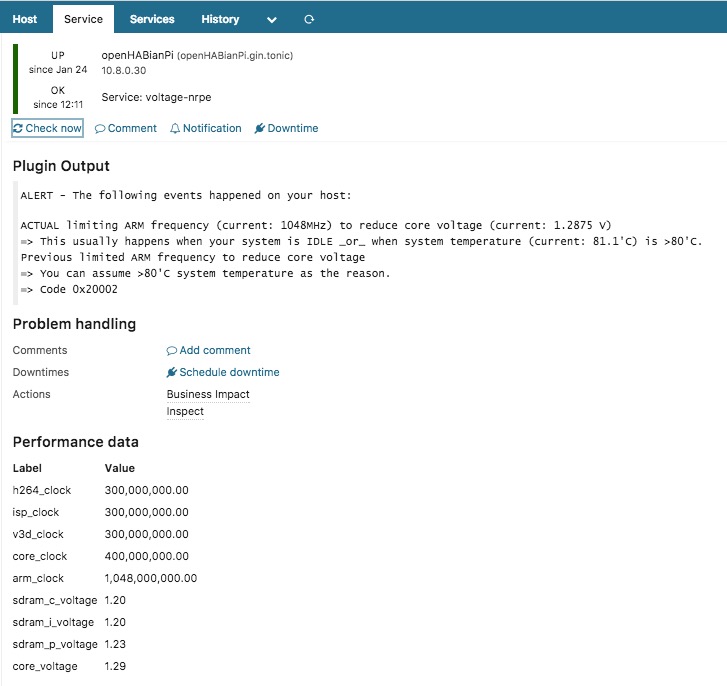 Host Service Services History
UP openHABianPi (openHABianPi.gin.tonic)
since Jan 24 10.8.0.30
OK
since 12:11 Service: voltage-nrpe
Check now Comment Notification Downtime
Plugin Output
ALERT – The following events happened on your host:
ACTUAL limiting ARM frequency (current: 1048MHz) to reduce core voltage (current: 1.2875 V)
=> This usually happens when your system is IDLE _or_ when system temperature (current: 81.1'C) is >80'C.
Previous limited ARM frequency to reduce core voltage
=> You can assume >80'C system temperature as the reason.
=> Code 0x20002
Problem handling
Comments Add comment
Downtimes Schedule downtime
Actions Business Impact
Inspect
Performance data
Label Value
h264_clock 300,000,000.00
isp_clock 300,000,000.00
v3d_clock 300,000,000.00
core_clock 400,000,000.00
arm_clock 1,048,000,000.00
sdram_c_voltage 1.20
sdram_i_voltage 1.20
sdram_p_voltage 1.23
core_voltage 1.29